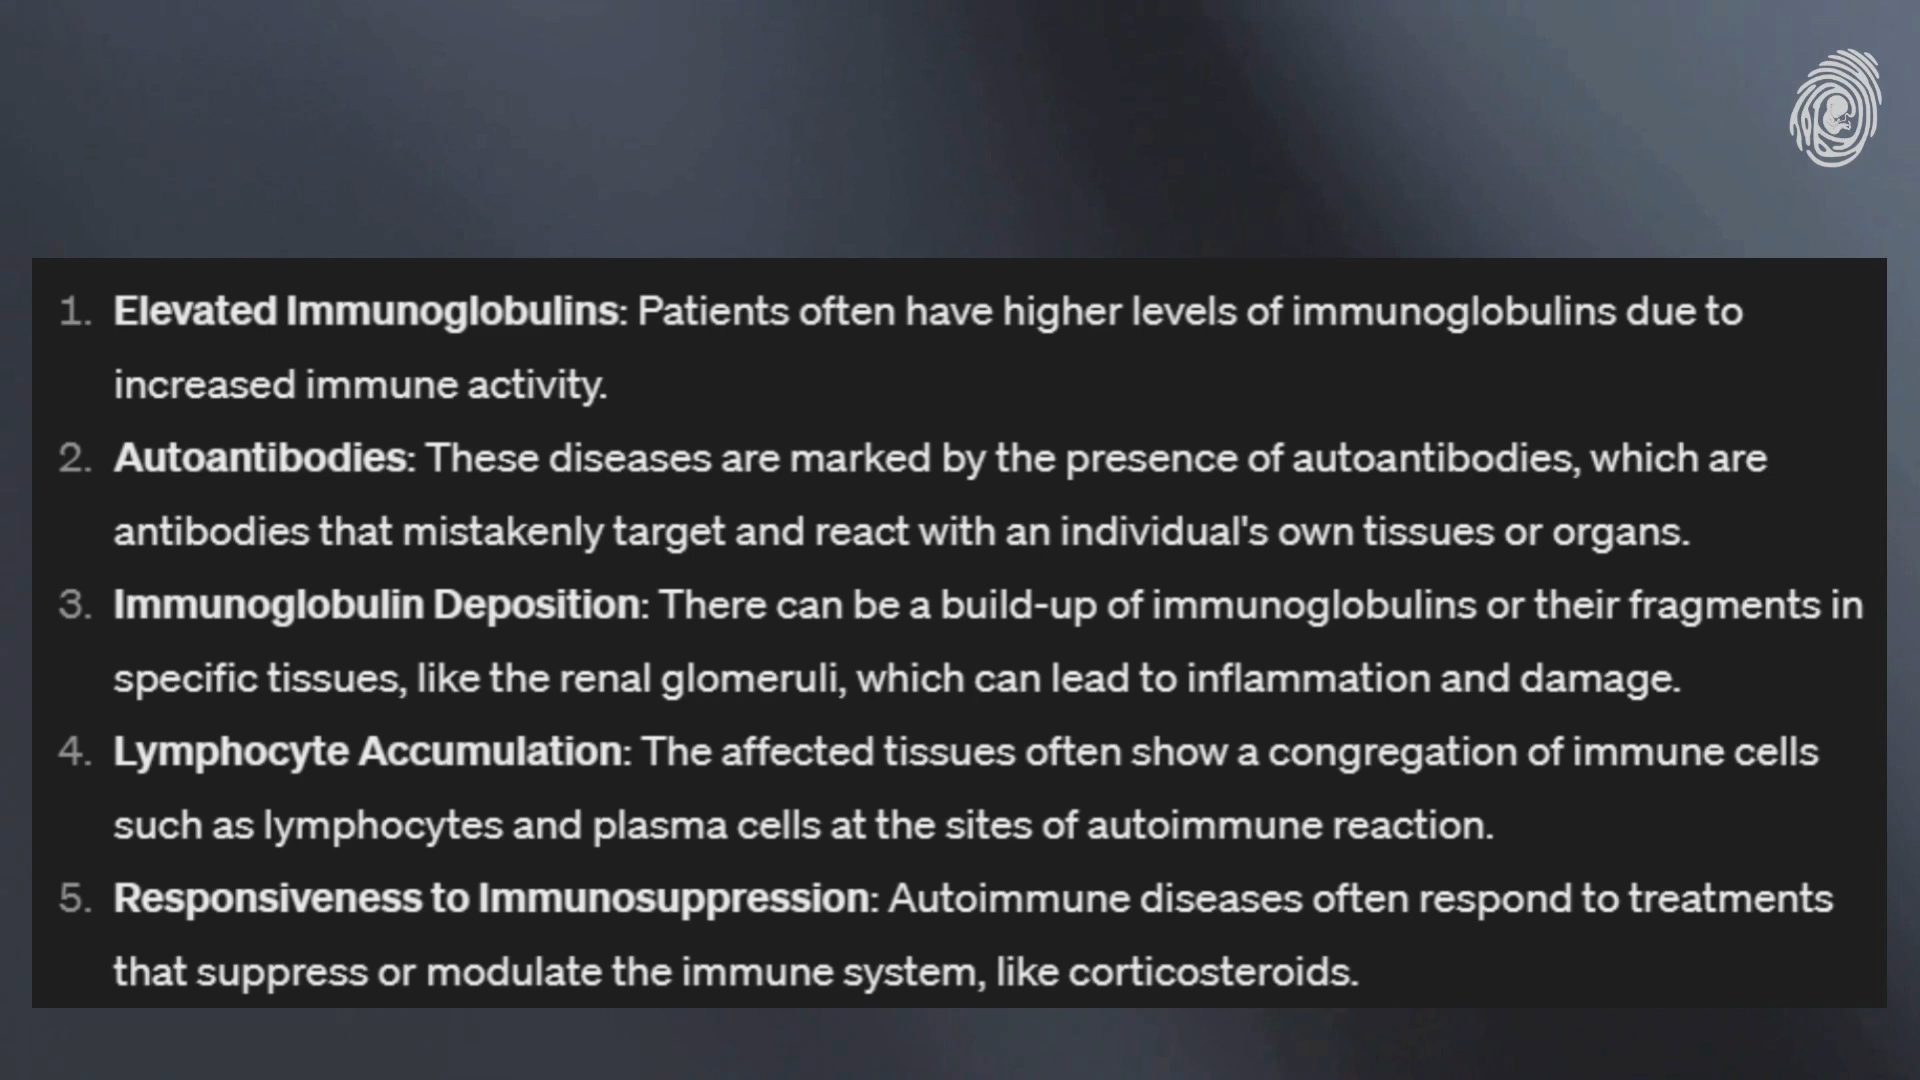 1. Elevated Immunoglobulins: Patients often have higher levels of immunoglobulins due to
increased immune activity.
2. Autoantibodies: These diseases are marked by the presence of autoantibodies, which are
antibodies that mistakenly target and react with an individual's own tissues or organs.
3. Immunoglobulin Deposition: There can be a build-up of immunoglobulins or their fragments in
specific tissues, like the renal glomeruli, which can lead to inflammation and damage.
4. Lymphocyte Accumulation: The affected tissues often show a congregation of immune cells
such as lymphocytes and plasma cells at the sites of autoimmune reaction.
5. Responsiveness to Immunosuppression: Autoimmune diseases often respond to treatments
that suppress or modulate the immune system, like corticosteroids.